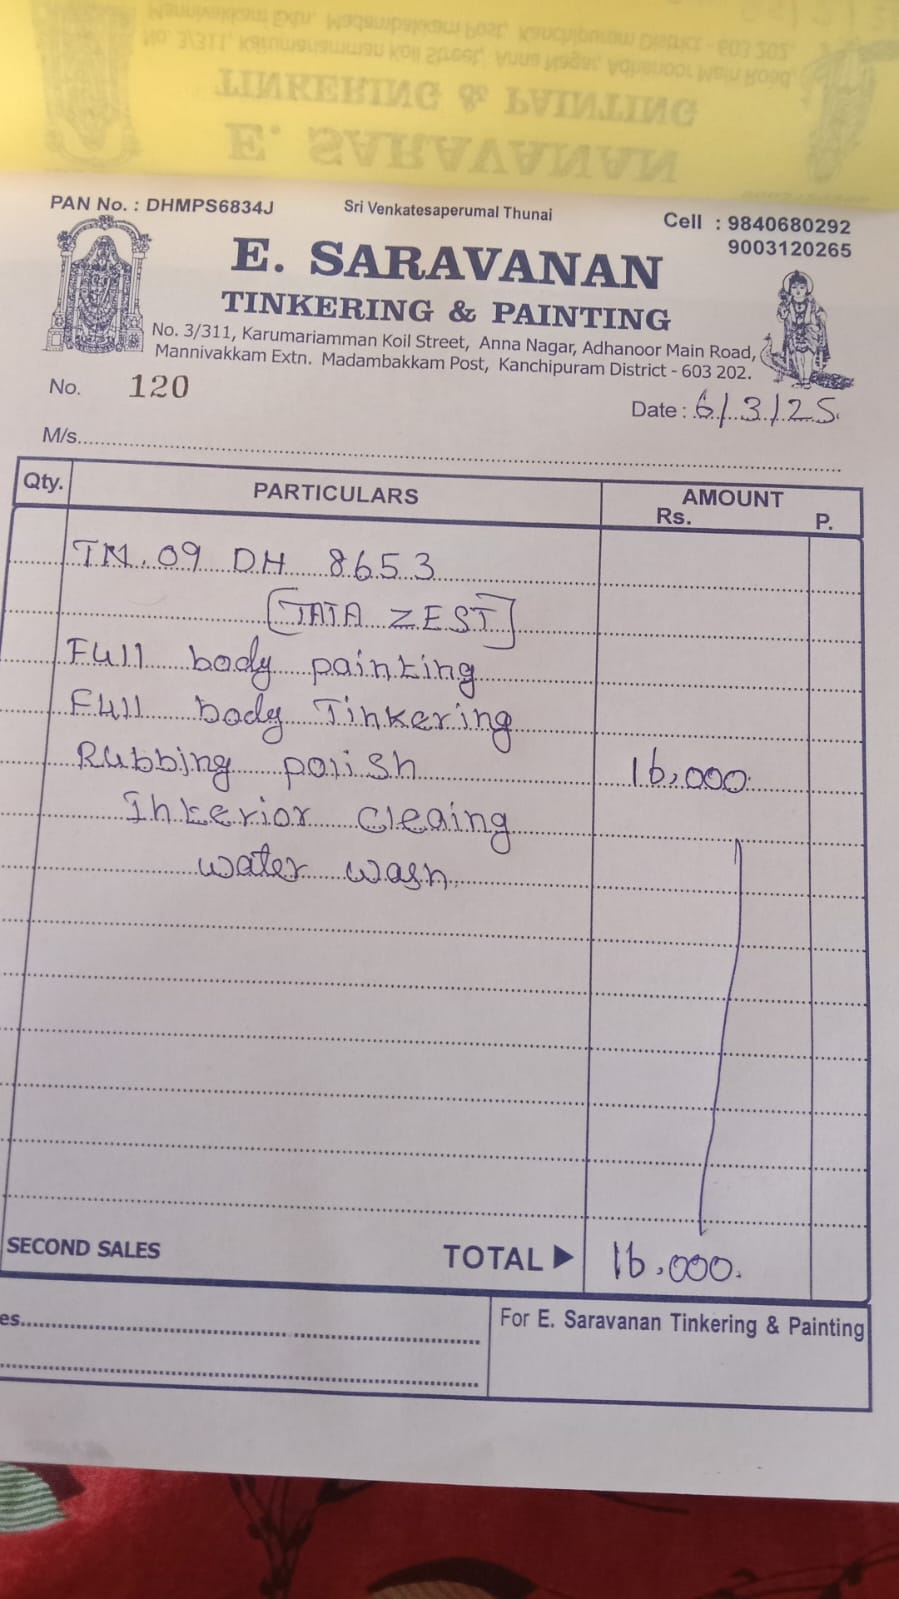 PAN No. : DHMPS6834J
Sri Venkatesaperumal Thunai
Cell : 9840680292
9003120265
E. SARAVANAN
TINKERING & PAINTING
No. 3/311, Karumariamman Koil Street, Anna Nagar, Adhanoor Main Road,
Mannivakkam Extn. Madambakkam Post, Kanchipuram District - 603 202.
No. 120
Date : 6/3/25.
M/s.
Qty. PARTICULARS AMOUNT
Rs. P.
TN.09 DH 8653
[TATA ZEST]
Full body painting
Full body Tinkering
Rubbing polish 16,000.
Interior cleaing
water wash.
SECOND SALES TOTAL 16,000.
es.
For E. Saravanan Tinkering & Painting